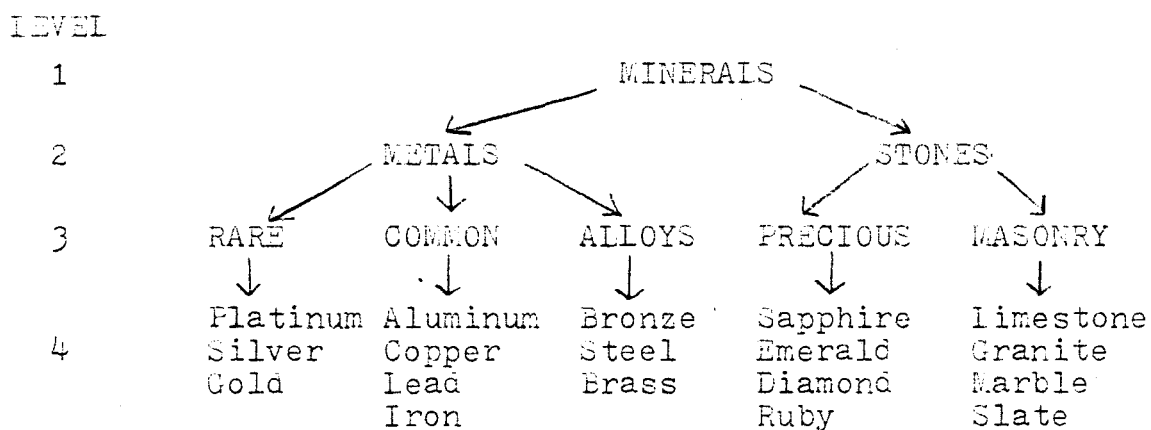 LEVEL
1 MINERALS
2 METALS STONES
3 RARE COMMON ALLOYS PRECIOUS MASONRY
Platinum Aluminum Bronze Sapphire Limestone
4 Silver Copper Steel Emerald Granite
Gold Lead Brass Diamond Marble
Iron Ruby Slate